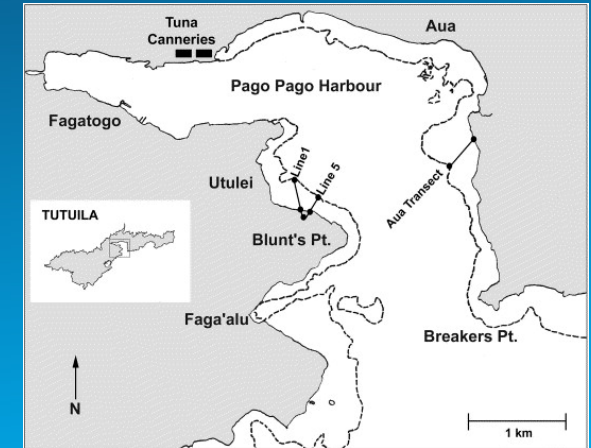 Tuna
Canneries
Aua
Pago Pago Harbour
Fagatogo
Utulei
Line1
Line 5
Aua Transect
TUTUILA
Blunt's Pt.
Faga'alu
Breakers Pt.
N
1 km